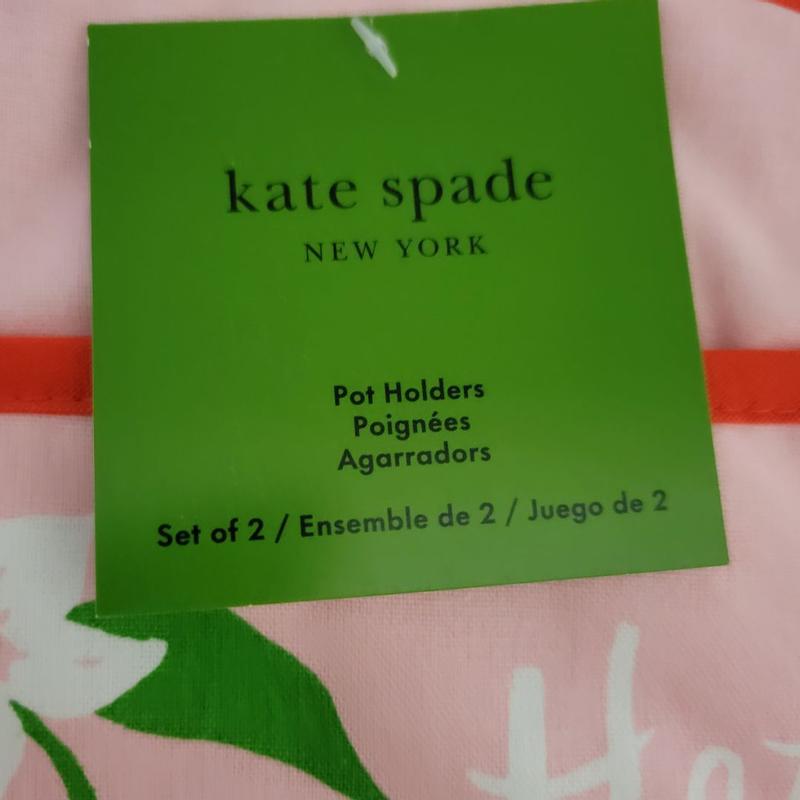 kate spade
NEW YORK
Pot Holders
Poignées
Agarradors
Set of 2 / Ensemble de 2 / Juego de 2